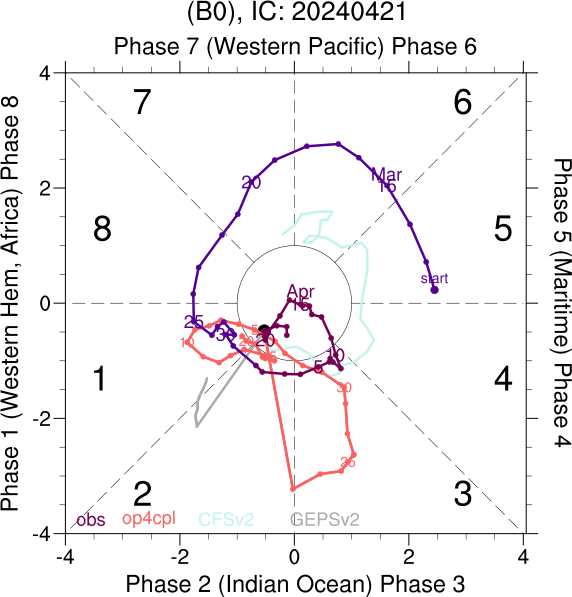 (B0), IC: 20240421
Phase 7 (Western Pacific) Phase 6
4
7
6
Mar
20
15
start
2
Phase 1 (Western Hem, Africa) Phase 8
8
5
Phase 5 (Maritime) Phase 4
Apr
15
0
25
30
5
10
20
10
5
30
1
4
-2
25
2
3
obs
op4cpl
CFSv2
GEPSv2
-4
-4
-2
0
2
4
Phase 2 (Indian Ocean) Phase 3